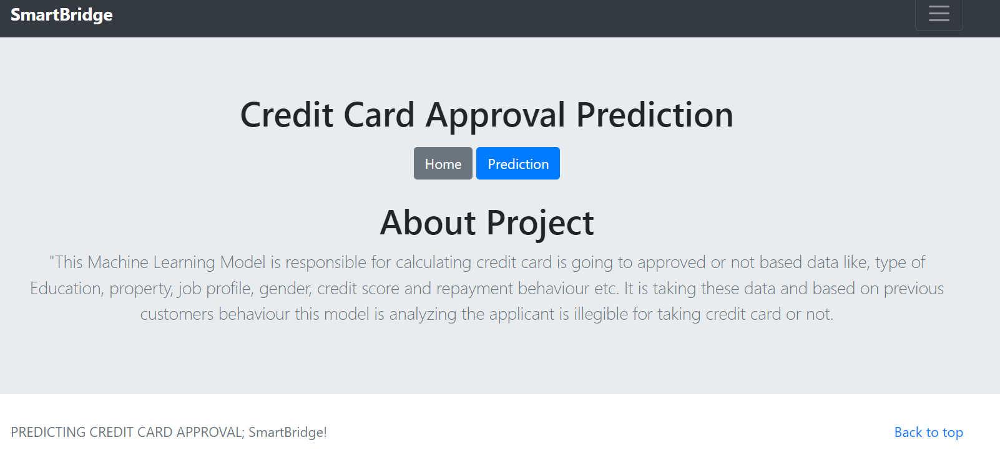 SmartBridge
Credit Card Approval Prediction
Home Prediction
About Project
"This Machine Learning Model is responsible for calculating credit card is going to approved or not based data like, type of
Education, property, job profile, gender, credit score and repayment behaviour etc. It is taking these data and based on previous
customers behaviour this model is analyzing the applicant is illegible for taking credit card or not.
PREDICTING CREDIT CARD APPROVAL; SmartBridge! Back to top